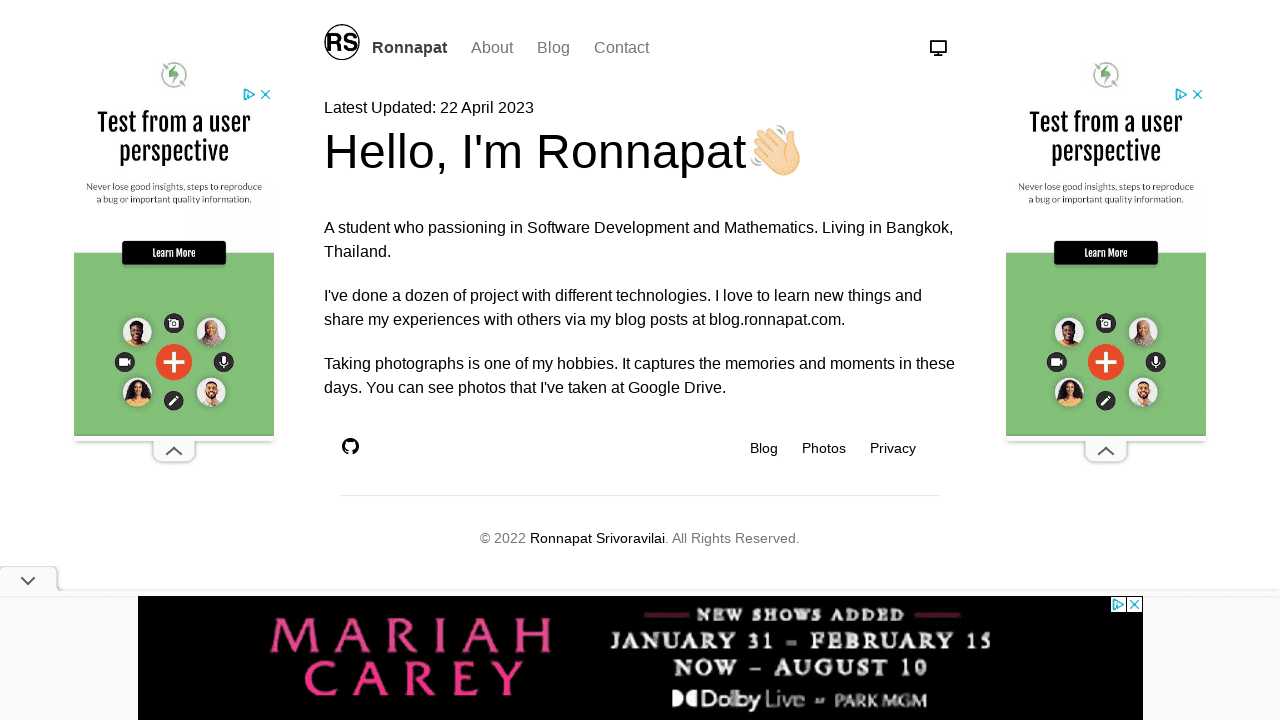 RS Ronnapat About Blog Contact
Latest Updated: 22 April 2023
Hello, I'm Ronnapat👋🏻
A student who passioning in Software Development and Mathematics. Living in Bangkok,
Thailand.
I've done a dozen of project with different technologies. I love to learn new things and
share my experiences with others via my blog posts at blog.ronnapat.com.
Taking photographs is one of my hobbies. It captures the memories and moments in these
days. You can see photos that I've taken at Google Drive.
Blog Photos Privacy
© 2022 Ronnapat Srivoravilai. All Rights Reserved.
Test from a user
perspective
Never lose good insights, steps to reproduce
a bug or important quality information.
Learn More
Test from a user
perspective
Never lose good insights, steps to reproduce
a bug or important quality information.
Learn More
MARIAH
CAREY
NEW SHOWS ADDED
JANUARY 31 – FEBRUARY 15
NOW – AUGUST 10
Dolby Live AT PARK MGM